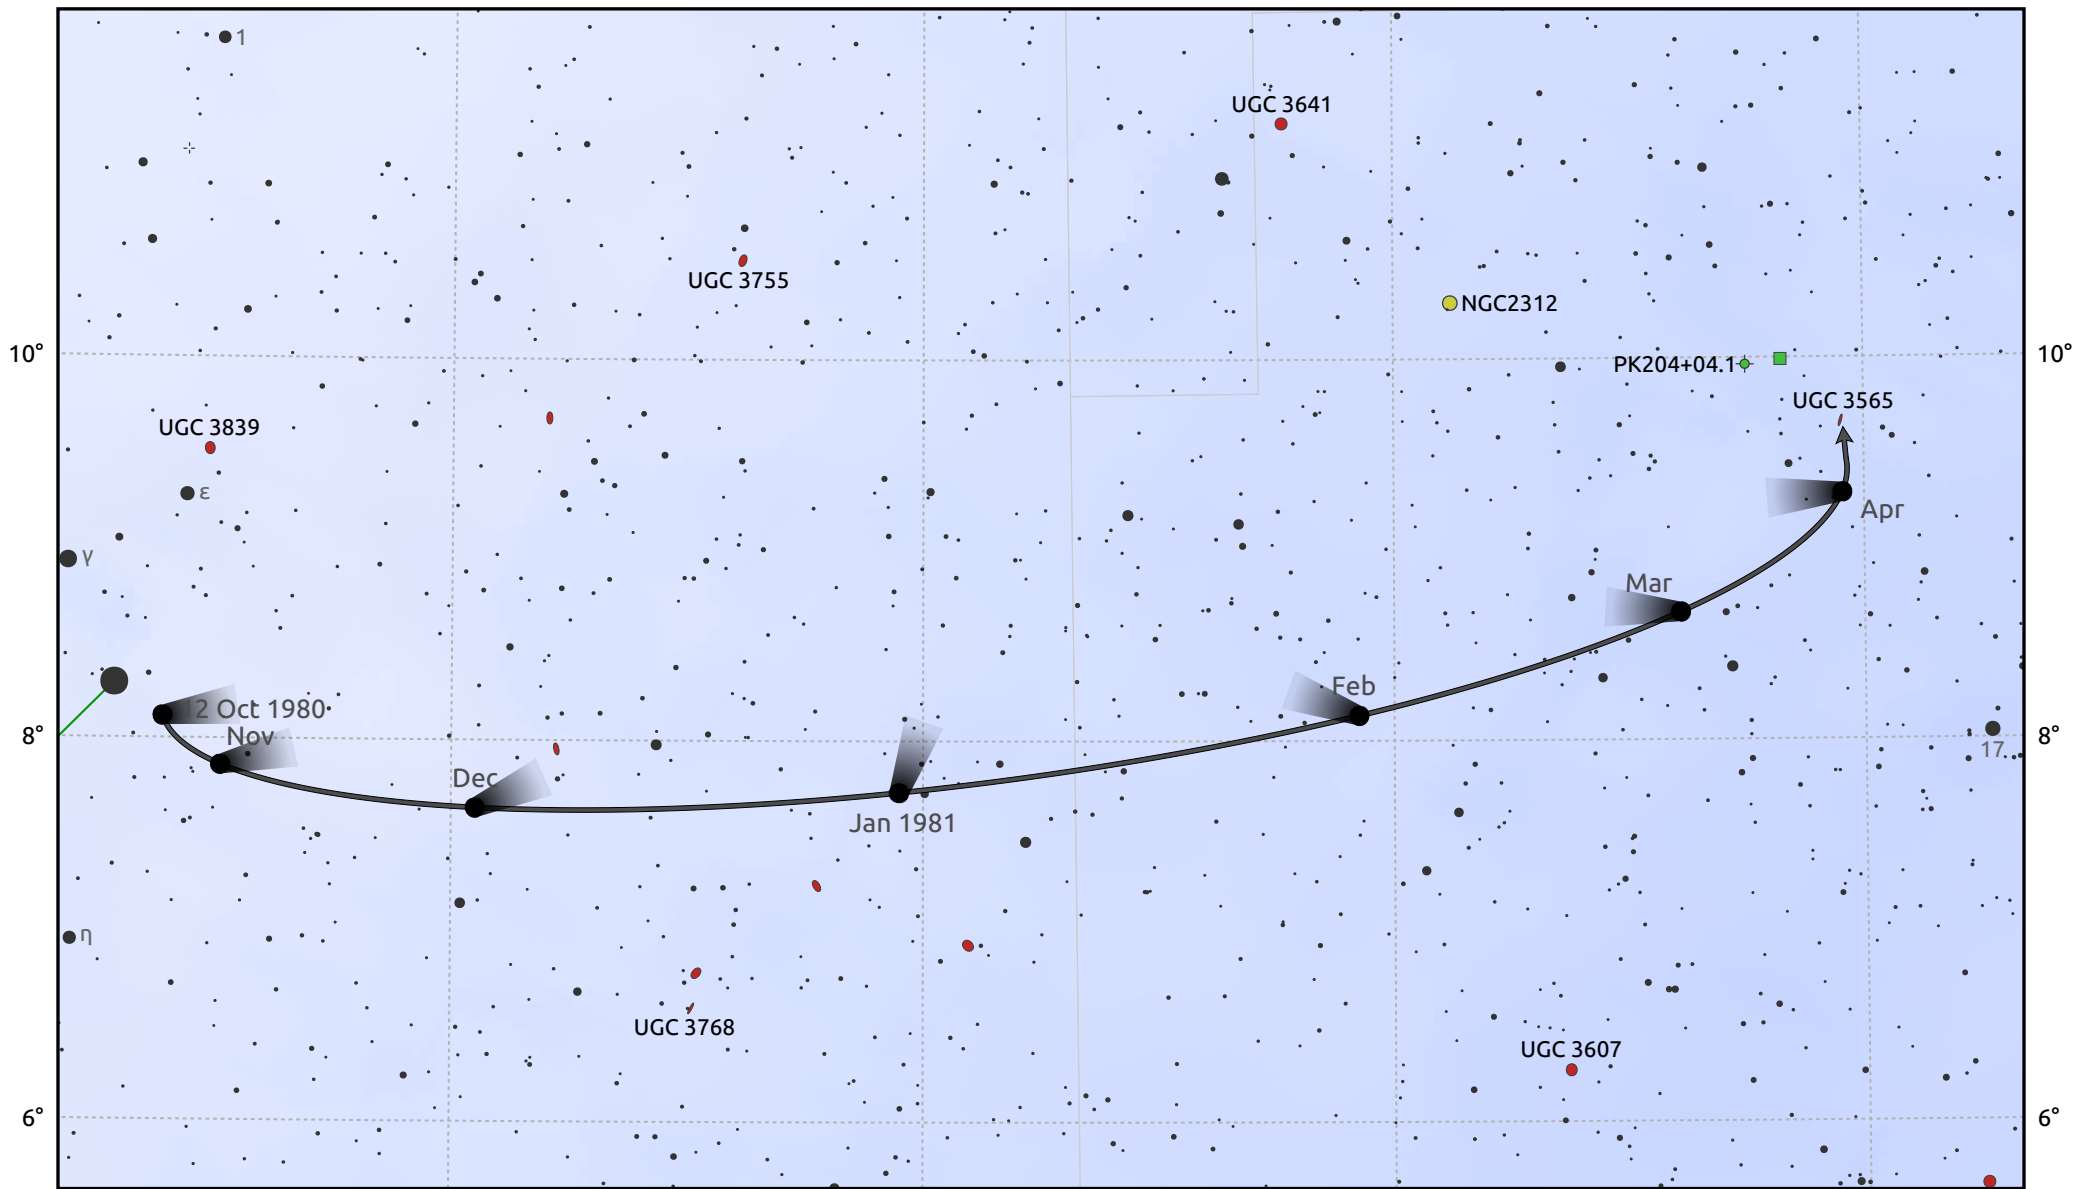 1
UGC 3641
UGC 3755
NGC2312
10°
10°
PK204+04.1
UGC 3565
UGC 3839
ε
Apr
γ
Mar
Feb
12 Oct 1980
Nov
8°
8°
17
Dec
Jan 1981
η
UGC 3768
UGC 3607
6°
6°